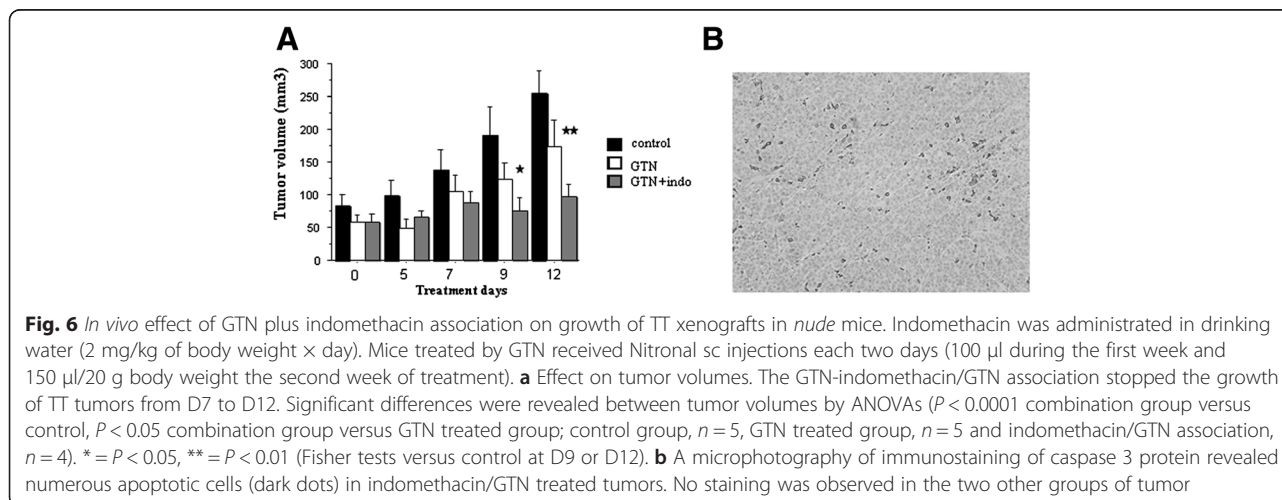 A
B
Tumor volume (mm3)
300
250
200
150
100
50
0
control
GTN
GTN+indo
★
★★
0 5 7 9 12
Treatment days
Fig. 6 In vivo effect of GTN plus indomethacin association on growth of TT xenografts in nude mice. Indomethacin was administrated in drinking
water (2 mg/kg of body weight × day). Mice treated by GTN received Nitronal sc injections each two days (100 μl during the first week and
150 μl/20 g body weight the second week of treatment). a Effect on tumor volumes. The GTN-indomethacin/GTN association stopped the growth
of TT tumors from D7 to D12. Significant differences were revealed between tumor volumes by ANOVAs (P < 0.0001 combination group versus
control, P < 0.05 combination group versus GTN treated group; control group, n = 5, GTN treated group, n = 5 and indomethacin/GTN association,
n = 4). * = P < 0.05, ** = P < 0.01 (Fisher tests versus control at D9 or D12). b A microphotography of immunostaining of caspase 3 protein revealed
numerous apoptotic cells (dark dots) in indomethacin/GTN treated tumors. No staining was observed in the two other groups of tumor